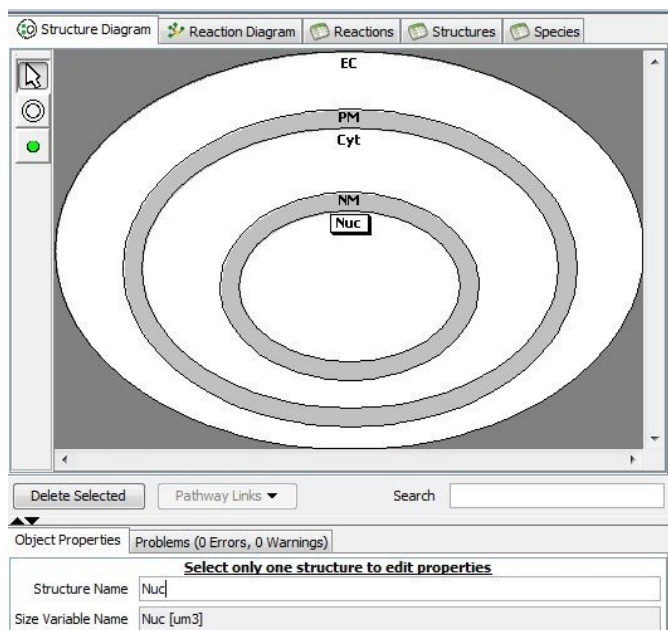 Structure Diagram Reaction Diagram Reactions Structures Species
EC
PM
Cyt
NM
Nuc
Delete Selected Pathway Links Search
Object Properties Problems (0 Errors, 0 Warnings)
Select only one structure to edit properties
Structure Name Nuc
Size Variable Name Nuc [um3]